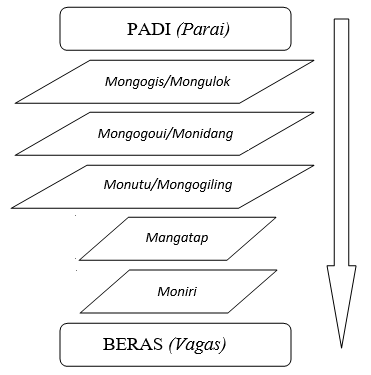 PADI (Parai)
Mongogis/Mongulok
Mongogoui/Monidang
Monutu/Mongogiling
Mangatap
Moniri
BERAS (Vagas)